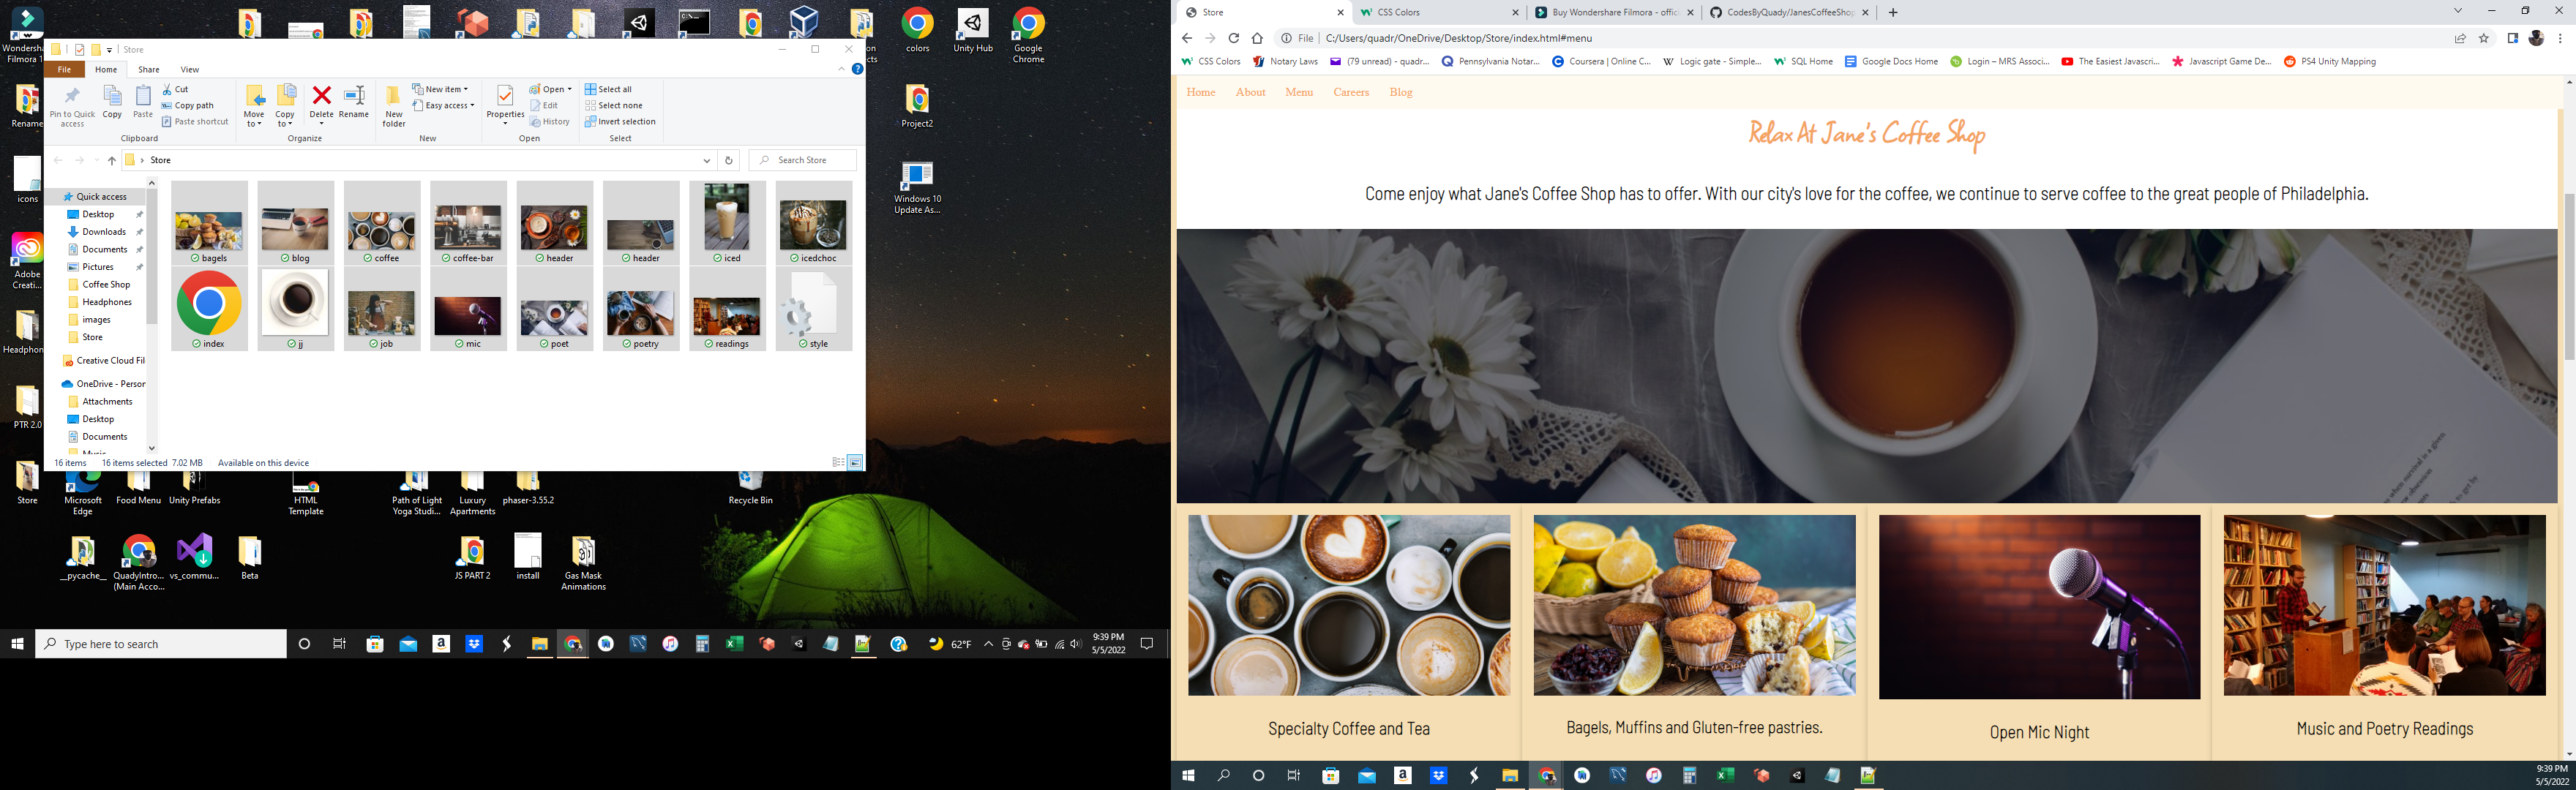 Store
File
Home
Share
View
Pin to Quick access
Copy
Paste
Cut
Copy path
Paste shortcut
Clipboard
Move to
Copy to
Delete
Rename
Organize
New folder
New item
Easy access
New
Properties
Open
Edit
History
Open
Select all
Select none
Invert selection
Select
Store
Search Store
Quick access
Desktop
Downloads
Documents
Pictures
Coffee Shop
Headphones
images
Store
Creative Cloud Fil
OneDrive - Person
Attachments
Desktop
Documents
bagels
blog
coffee
coffee-bar
header
header
iced
icedchoc
index
jj
job
mic
poet
poetry
readings
style
16 items
16 items selected 7.02 MB
Available on this device
colors
Unity Hub
Google Chrome
Project2
Windows 10 Update As...
icons
Adobe Creati...
PTR 2.0
Store
Microsoft Edge
Food Menu
Unity Prefabs
HTML Template
Path of Light Yoga Studi...
Luxury Apartments
phaser-3.55.2
Recycle Bin
__pycache__
QuadyIntro... (Main Acco...
vs_commu...
Beta
JS PART 2
install
Gas Mask Animations
Type here to search
62°F
9:39 PM
5/5/2022
Store
CSS Colors
Buy Wondershare Filmora - offic
CodesByQuady/JanesCoffeeShop
File
C:/Users/quadr/OneDrive/Desktop/Store/index.html#menu
CSS Colors
Notary Laws
(79 unread) - quadr...
Pennsylvania Notar...
Coursera | Online C...
Logic gate - Simple...
SQL Home
Google Docs Home
Login – MRS Associ...
The Easiest Javascri...
Javascript Game De...
PS4 Unity Mapping
Home
About
Menu
Careers
Blog
Relax At Jane's Coffee Shop
Come enjoy what Jane's Coffee Shop has to offer. With our city's love for the coffee, we continue to serve coffee to the great people of Philadelphia.
Specialty Coffee and Tea
Bagels, Muffins and Gluten-free pastries.
Open Mic Night
Music and Poetry Readings
9:39 PM
5/5/2022